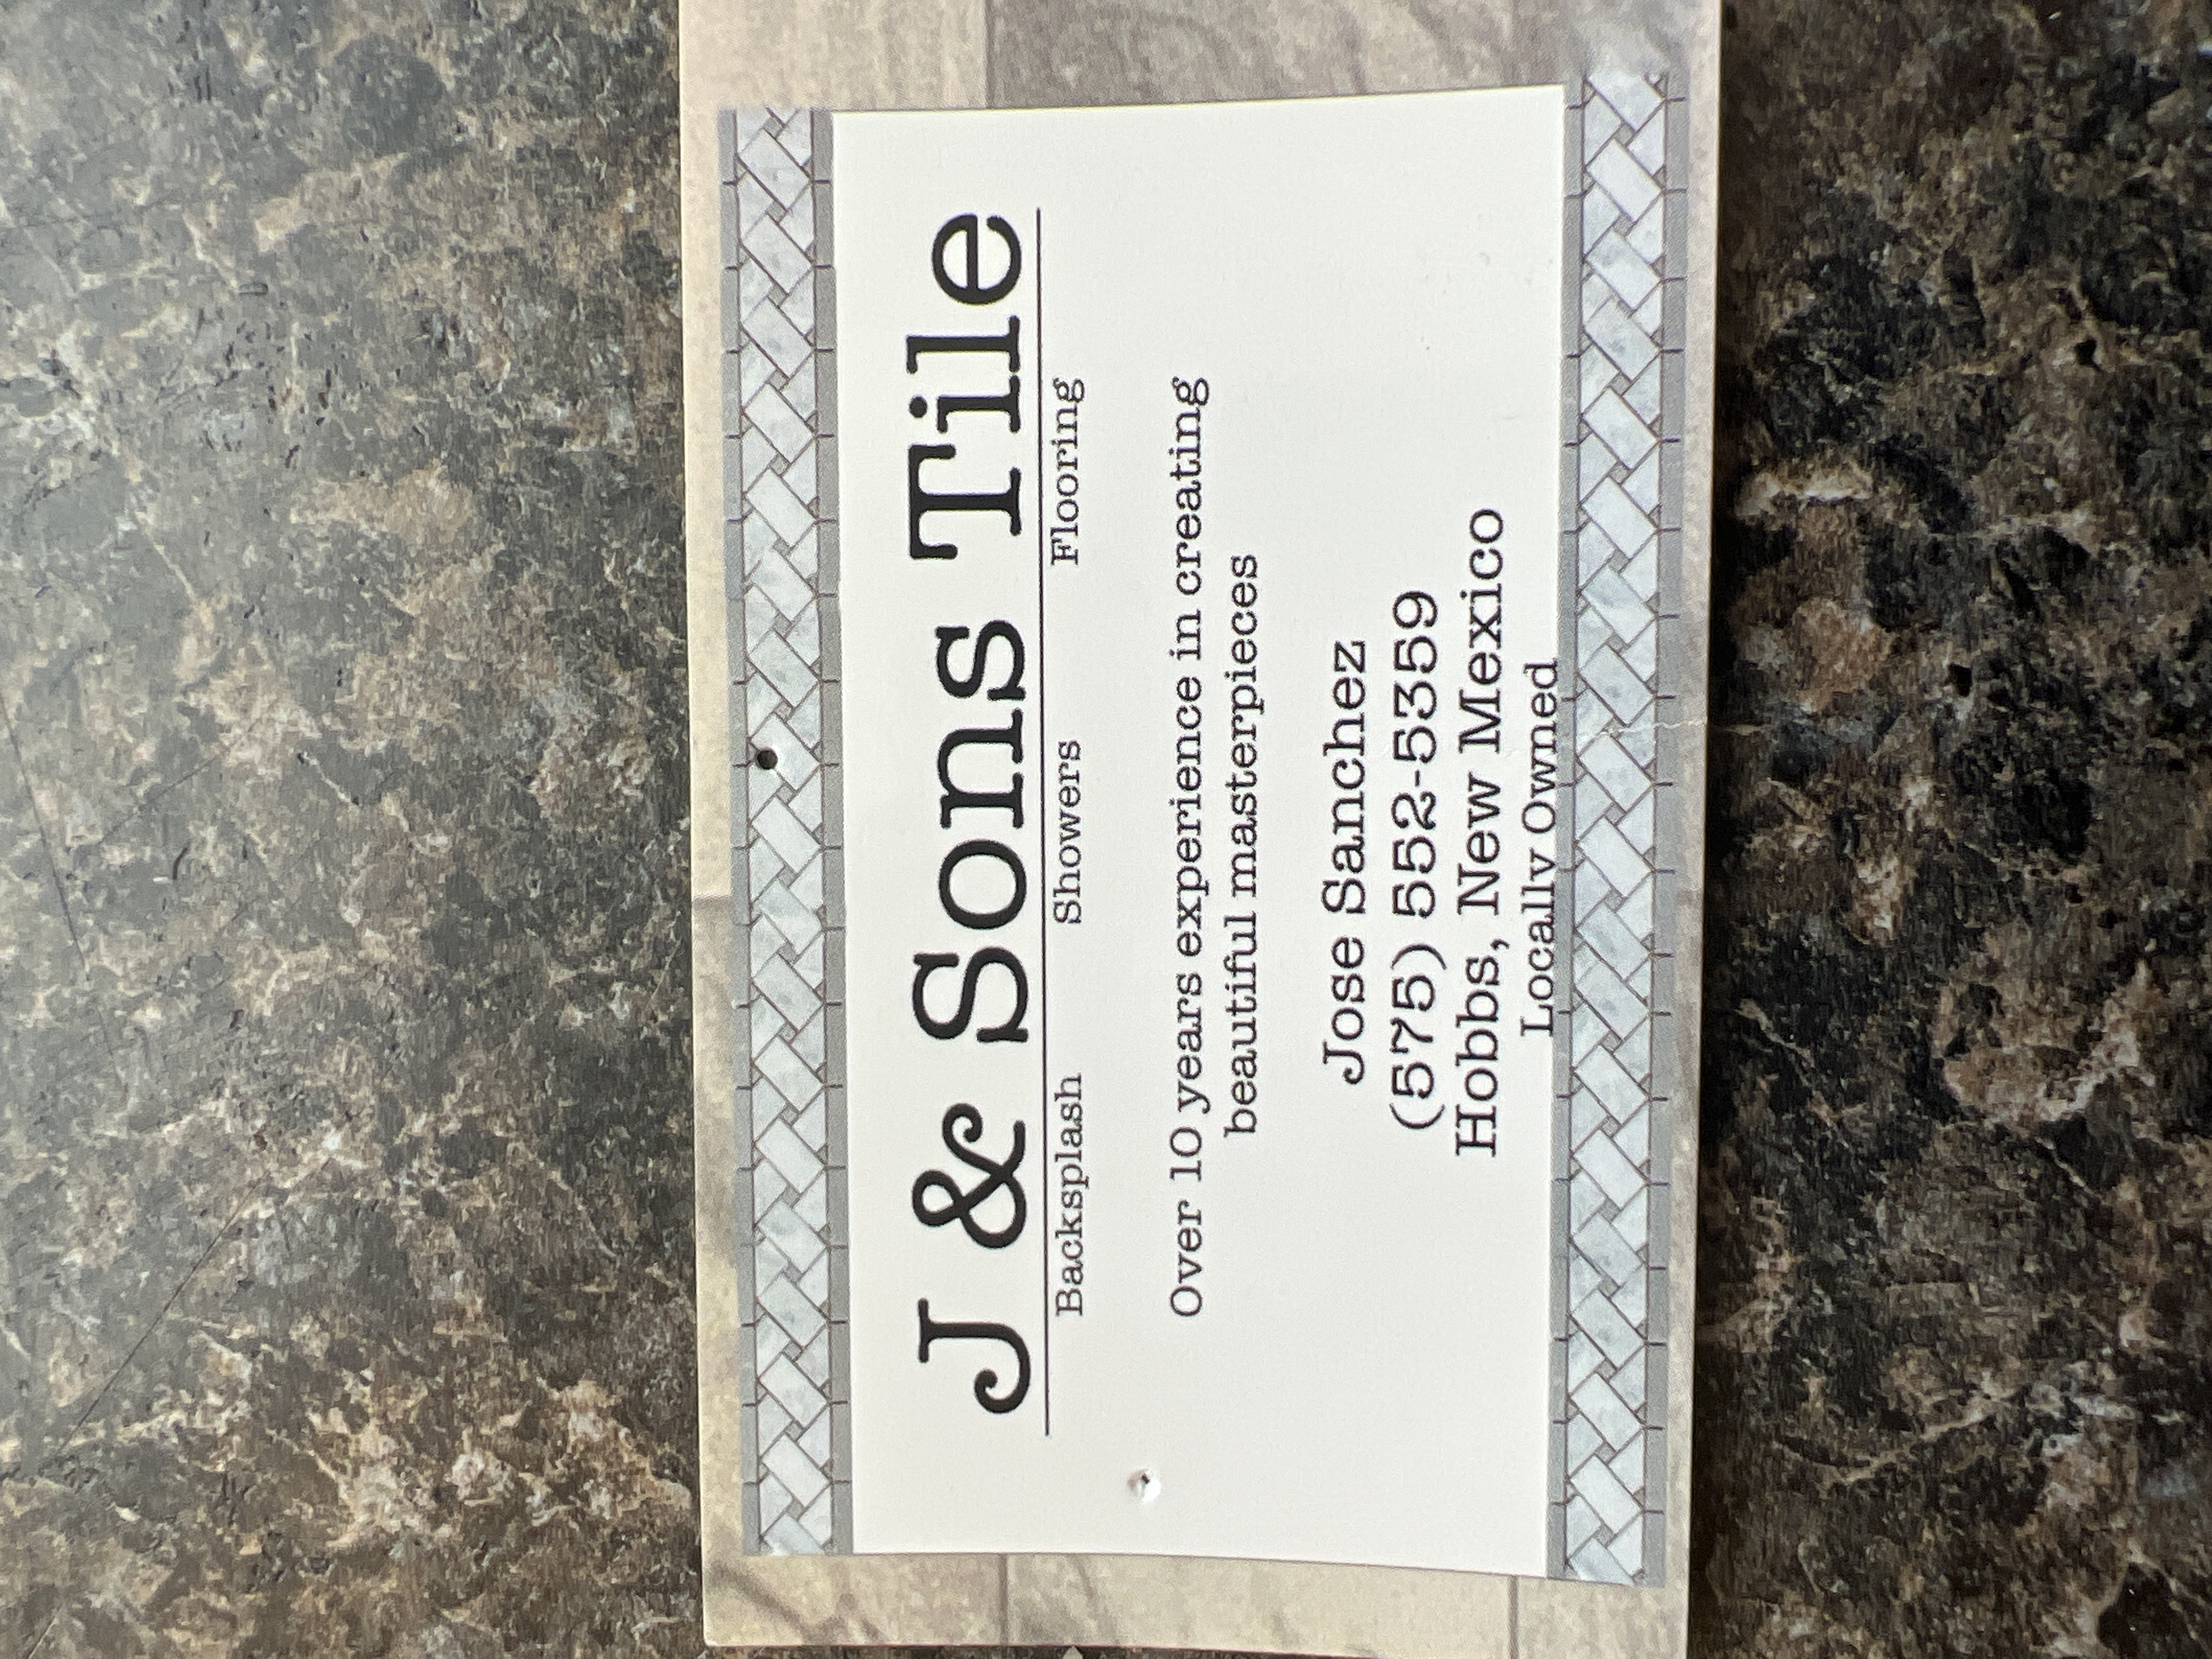 J & Sons Tile
Backsplash Showers Flooring
Over 10 years experience in creating
beautiful masterpieces
Jose Sanchez
(575) 552-5359
Hobbs, New Mexico
Locally Owned